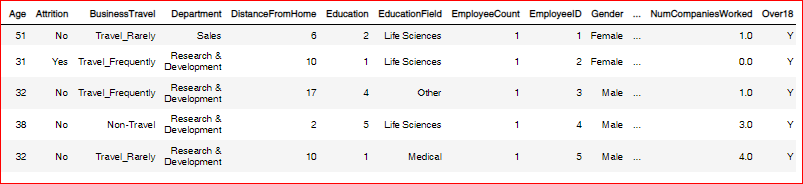 Age Attrition BusinessTravel Department DistanceFromHome Education EducationField EmployeeCount EmployeeID Gender ... NumCompaniesWorked Over18
51 No Travel_Rarely Sales 6 2 Life Sciences 1 1 Female ... 1.0 Y
31 Yes Travel_Frequently Research & Development 10 1 Life Sciences 1 2 Female ... 0.0 Y
32 No Travel_Frequently Research & Development 17 4 Other 1 3 Male ... 1.0 Y
38 No Non-Travel Research & Development 2 5 Life Sciences 1 4 Male ... 3.0 Y
32 No Travel_Rarely Research & Development 10 1 Medical 1 5 Male ... 4.0 Y